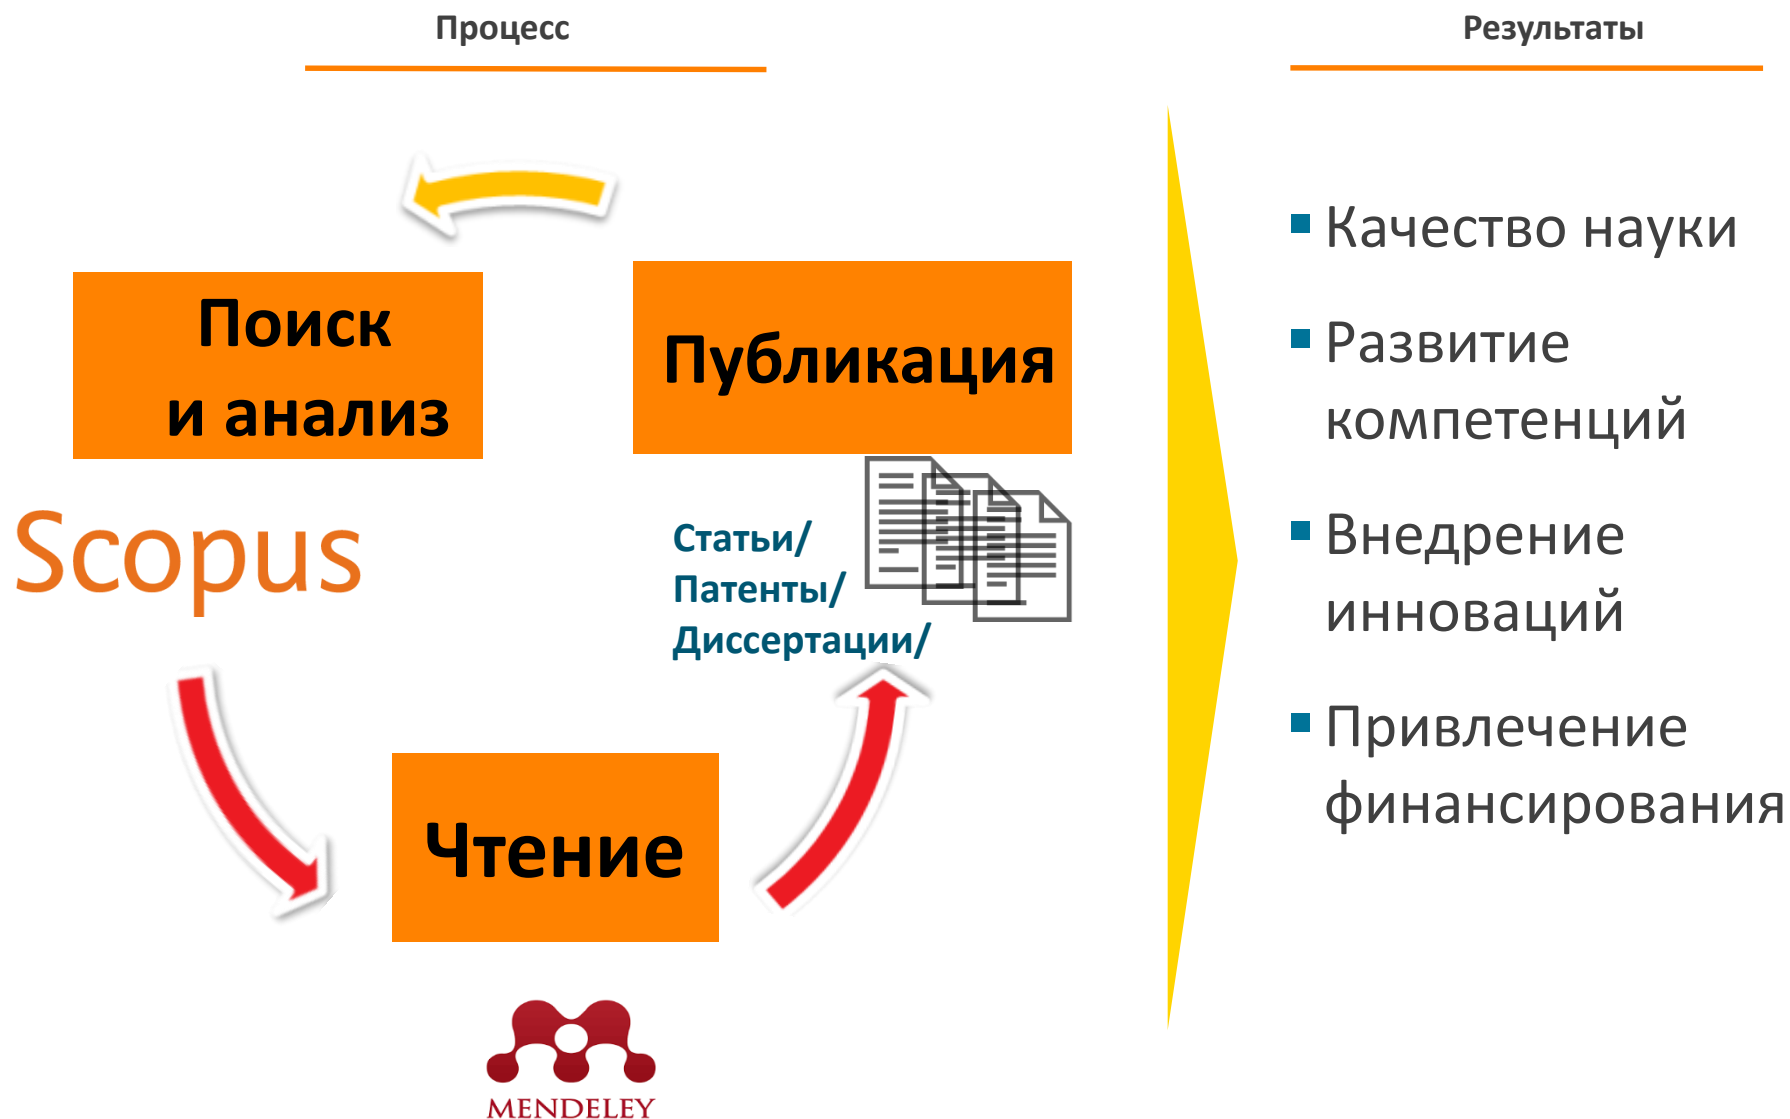 Процесс
Результаты
Поиск
и анализ
Scopus
Публикация
Статьи/
Патенты/
Диссертации/
Чтение
MENDELEY
Качество науки
Развитие
компетенций
Внедрение
инноваций
Привлечение
финансирования